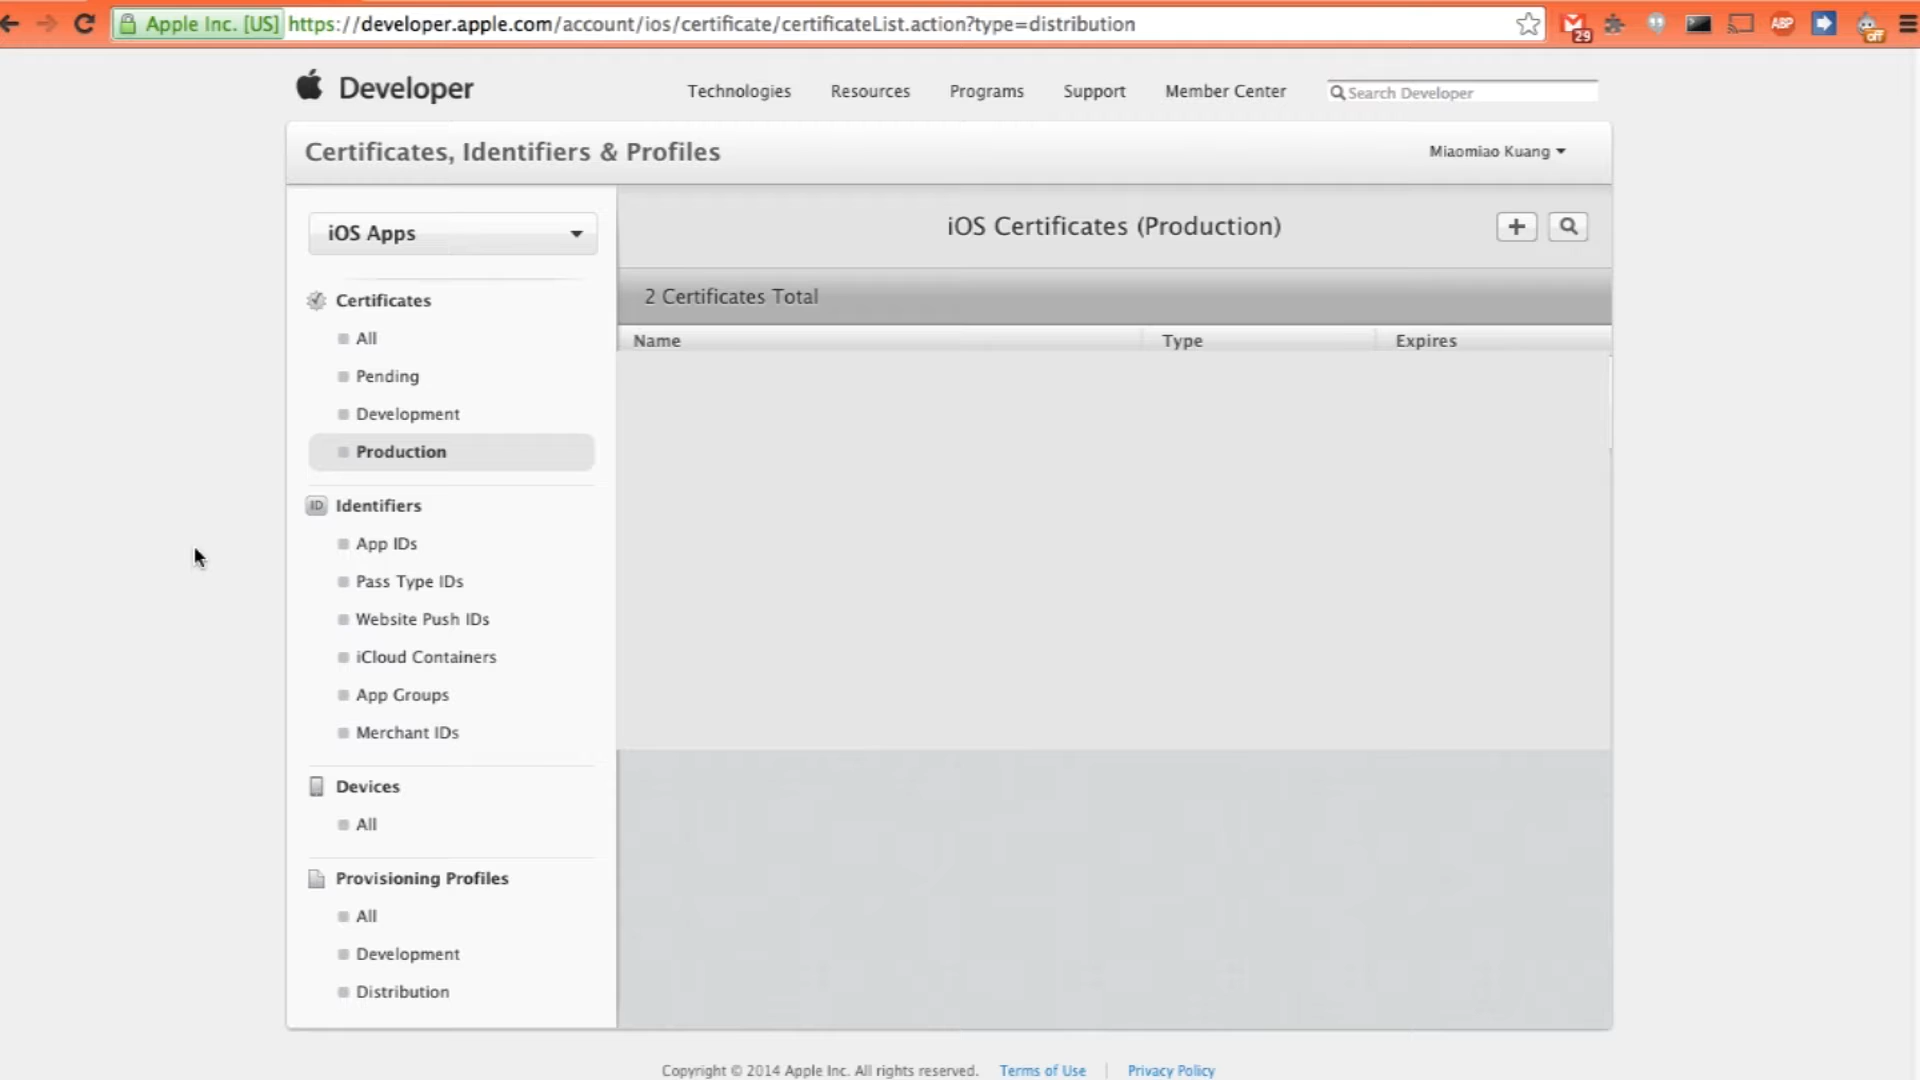 Apple Inc. [US] https://developer.apple.com/account/ios/certificate/certificateList.action?type=distribution
29
ABP
off
Developer
Technologies Resources Programs Support Member Center Search Developer
Certificates, Identifiers & Profiles
Miaomiao Kuang
iOS Apps
iOS Certificates (Production)
2 Certificates Total
Name Type Expires
Certificates
All
Pending
Development
Production
ID Identifiers
App IDs
Pass Type IDs
Website Push IDs
iCloud Containers
App Groups
Merchant IDs
Devices
All
Provisioning Profiles
All
Development
Distribution
Copyright © 2014 Apple Inc. All rights reserved. Terms of Use | Privacy Policy